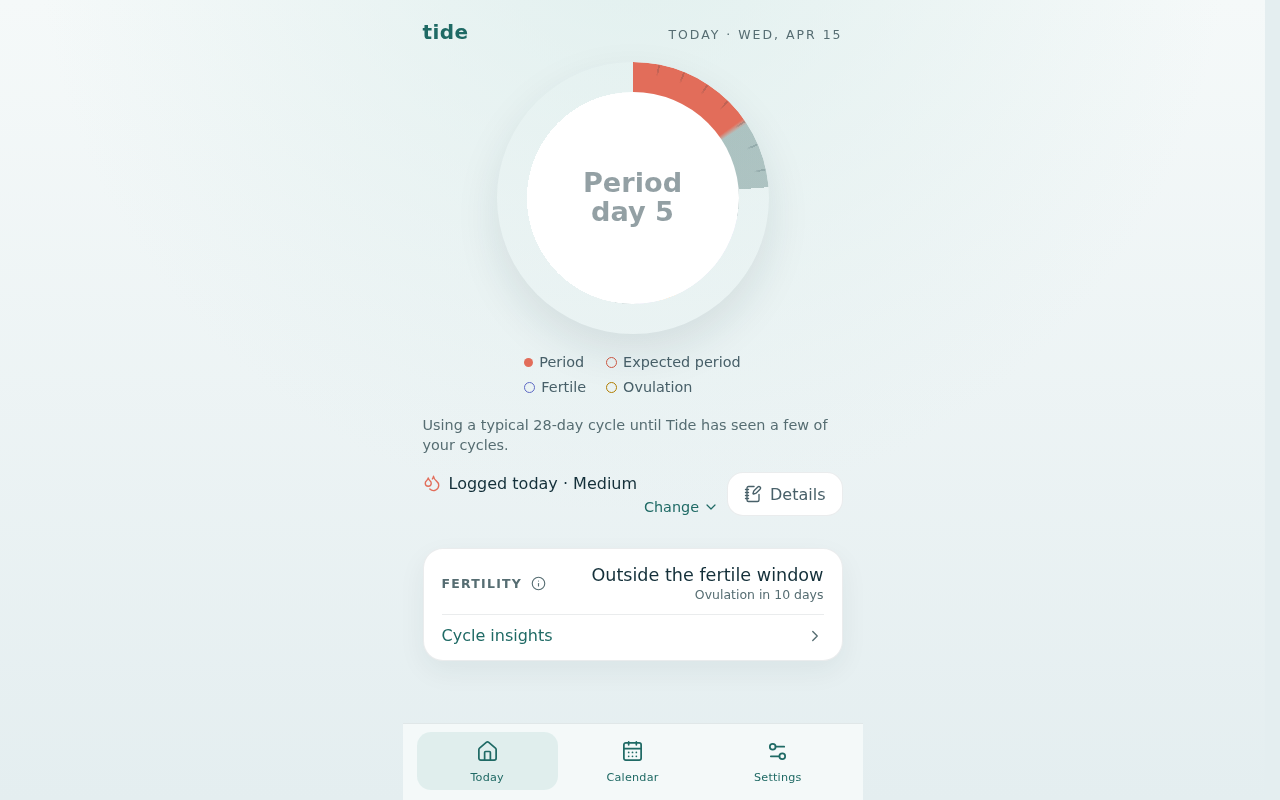 tide
TODAY · WED, APR 15
Period
day 5
Period
Expected period
Fertile
Ovulation
Using a typical 28-day cycle until Tide has seen a few of
your cycles.
Logged today · Medium
Change
Details
FERTILITY
Outside the fertile window
Ovulation in 10 days
Cycle insights
Today
Calendar
Settings